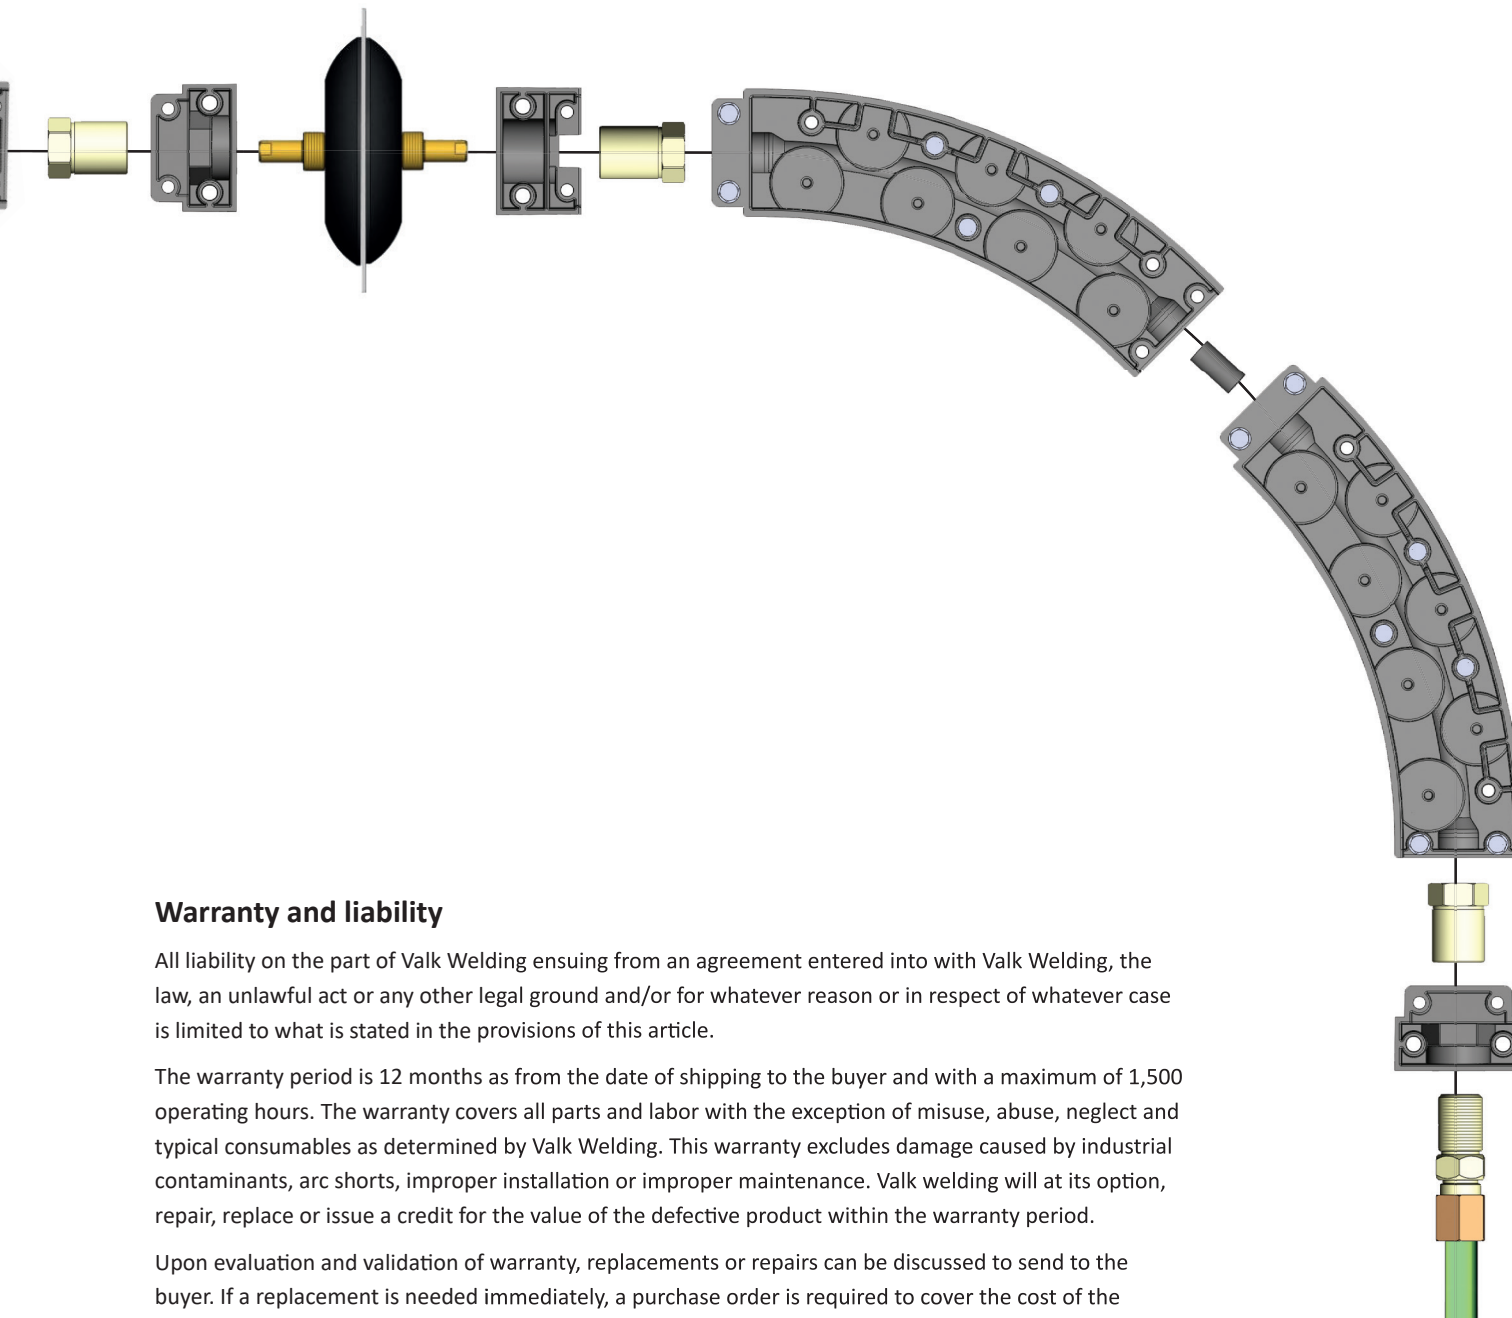 Warranty and liability
All liability on the part of Valk Welding ensuing from an agreement entered into with Valk Welding, the
law, an unlawful act or any other legal ground and/or for whatever reason or in respect of whatever case
is limited to what is stated in the provisions of this article.
The warranty period is 12 months as from the date of shipping to the buyer and with a maximum of 1,500
operating hours. The warranty covers all parts and labor with the exception of misuse, abuse, neglect and
typical consumables as determined by Valk Welding. This warranty excludes damage caused by industrial
contaminants, arc shorts, improper installation or improper maintenance. Valk welding will at its option,
repair, replace or issue a credit for the value of the defective product within the warranty period.
Upon evaluation and validation of warranty, replacements or repairs can be discussed to send to the
buyer. If a replacement is needed immediately, a purchase order is required to cover the cost of the